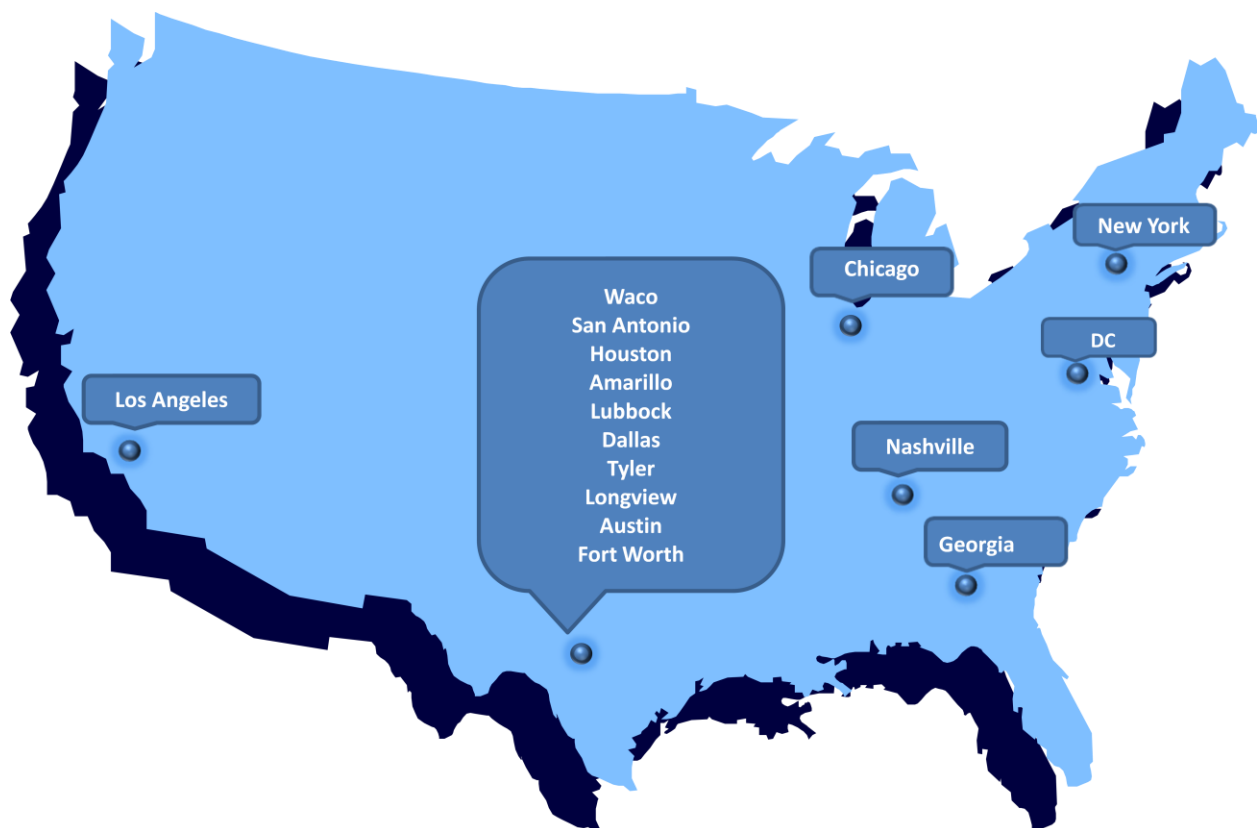 New York
Chicago
Waco
San Antonio
Houston
Amarillo
Lubbock
Dallas
Tyler
Longview
Austin
Fort Worth
DC
Los Angeles
Nashville
Georgia